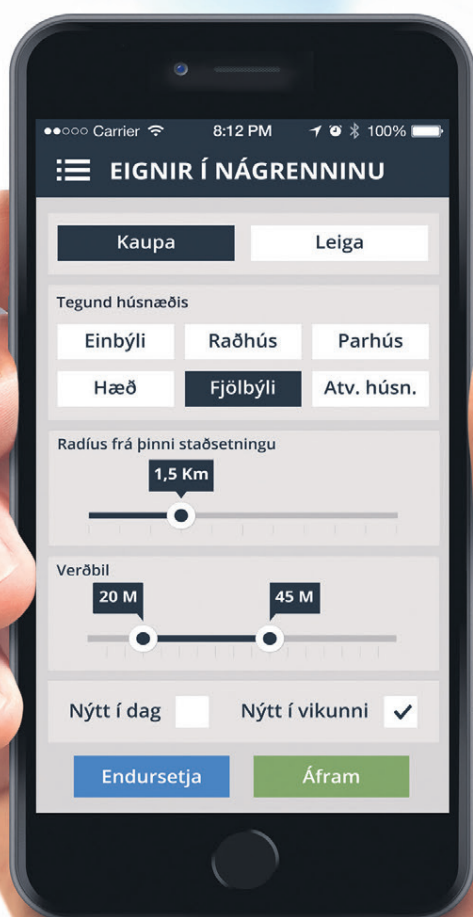 Carrier 8:12 PM 100%
EIGNIR Í NÁGRENNINU
Kaupa Leiga
Tegund húsnæðis
Einbýli Raðhús Parhús
Hæð Fjölbýli Atv. húsn.
Radíus frá þinni staðsetningu
1,5 Km
Verðbil
20 M 45 M
Nýtt í dag Nýtt í vikunni
Endursetja Áfram